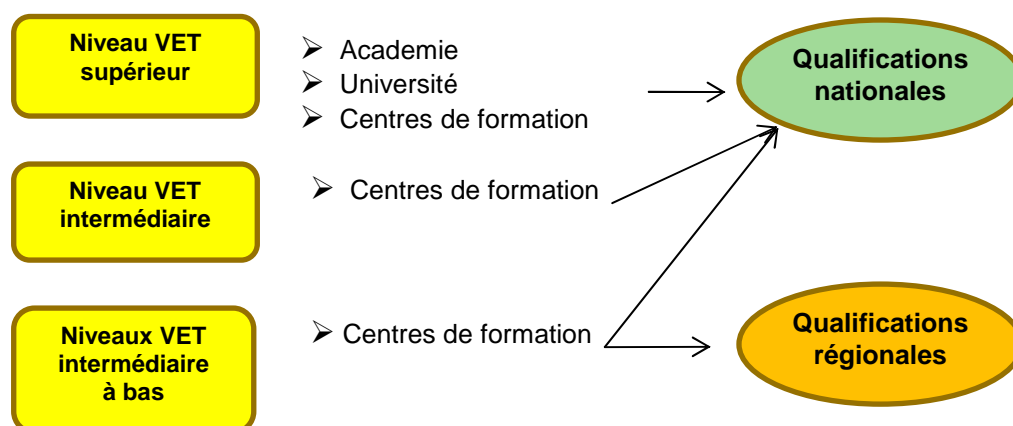 Niveau VET
supérieur
➢ Academie
➢ Université
➢ Centres de formation
Qualifications
nationales
Niveau VET
intermédiaire
➢ Centres de formation
Niveaux VET
intermédiaire
à bas
➢ Centres de formation
Qualifications
régionales